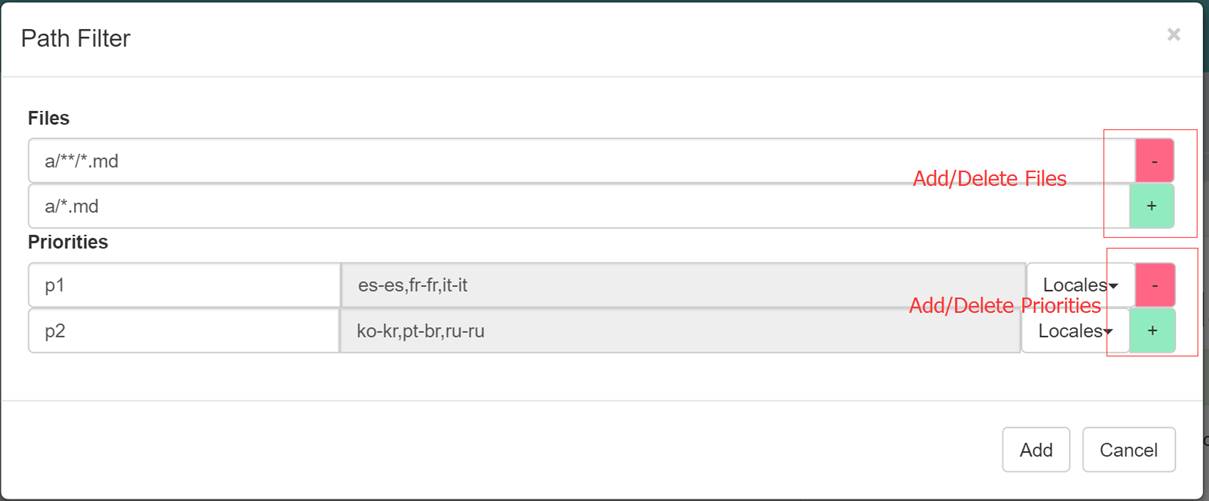 Path Filter ×
Files
a/**/*.md -
Add/Delete Files
a/*.md +
Priorities
p1 es-es,fr-fr,it-it Locales -
Add/Delete Priorities
p2 ko-kr,pt-br,ru-ru Locales +
Add Cancel